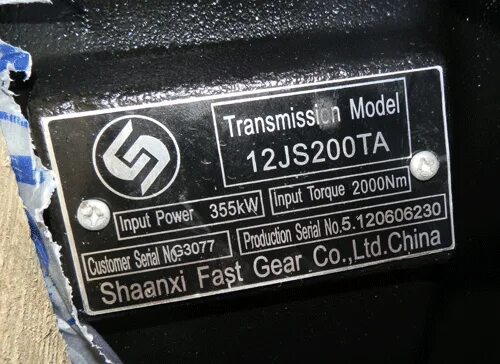 Transmission Model
12JS200TA
Input Power 355kW Input Torque 2000Nm
Customer Serial No. G3077 Production Serial No. 5.120606230
Shaanxi Fast Gear Co.,Ltd.China